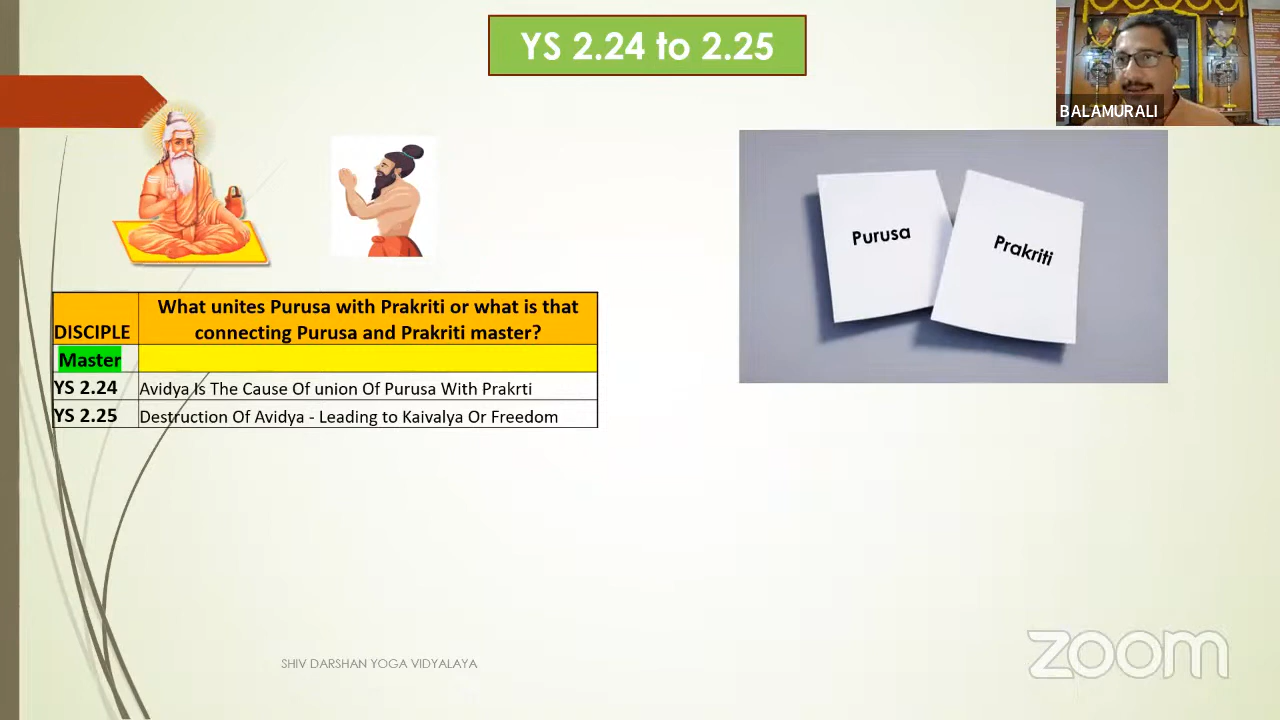 YS 2.24 to 2.25
BALAMURALI
Purusa
Prakriti
DISCIPLE
What unites Purusa with Prakriti or what is that
connecting Purusa and Prakriti master?
Master
YS 2.24 Avidya Is The Cause Of union Of Purusa With Prakrti
YS 2.25 Destruction Of Avidya - Leading to Kaivalya Or Freedom
SHIV DARSHAN YOGA VIDYALAYA
zoom